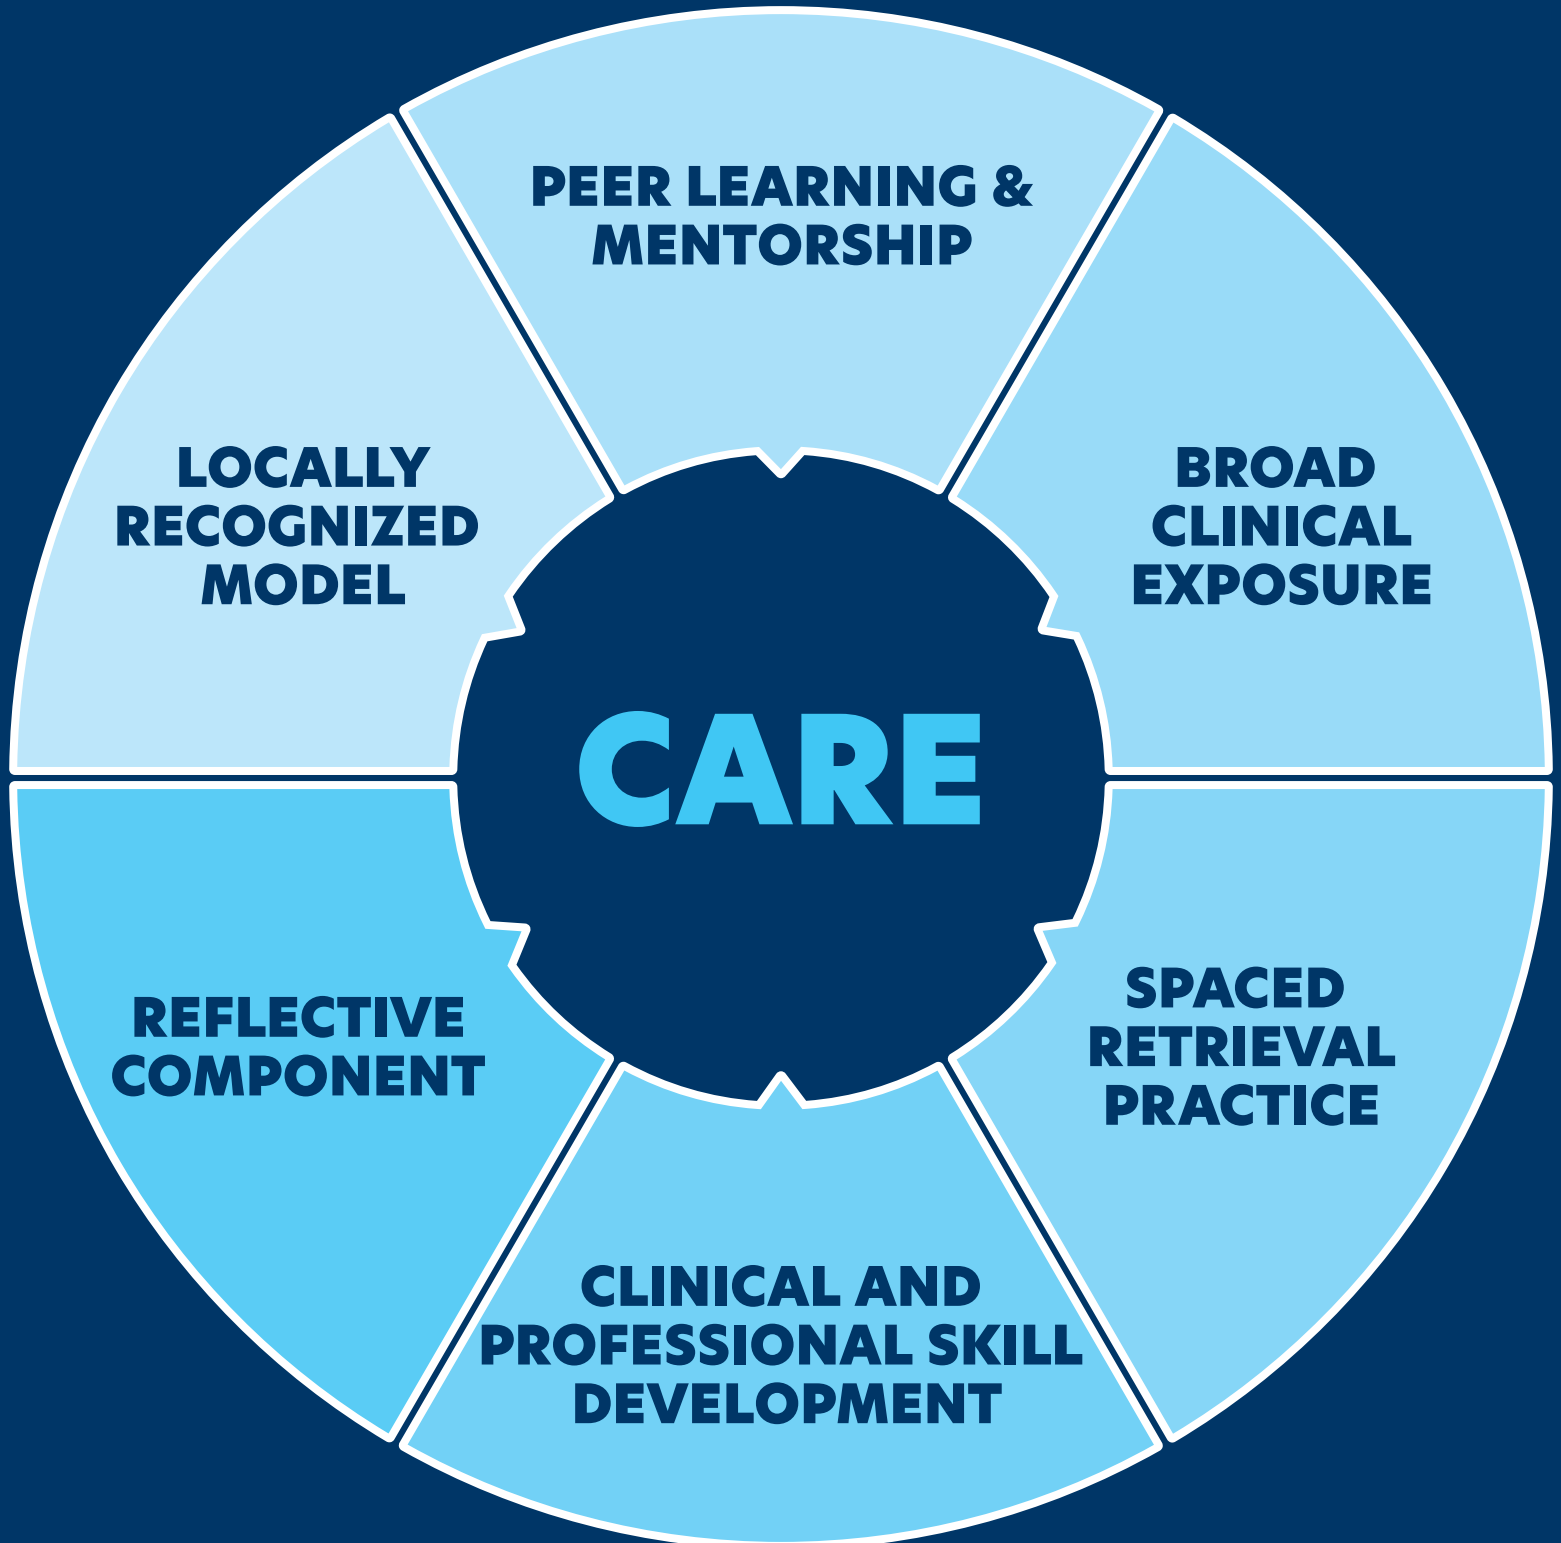 PEER LEARNING &
MENTORSHIP
BROAD
CLINICAL
EXPOSURE
SPACED
RETRIEVAL
PRACTICE
CLINICAL AND
PROFESSIONAL SKILL
DEVELOPMENT
REFLECTIVE
COMPONENT
LOCALLY
RECOGNIZED
MODEL
CARE